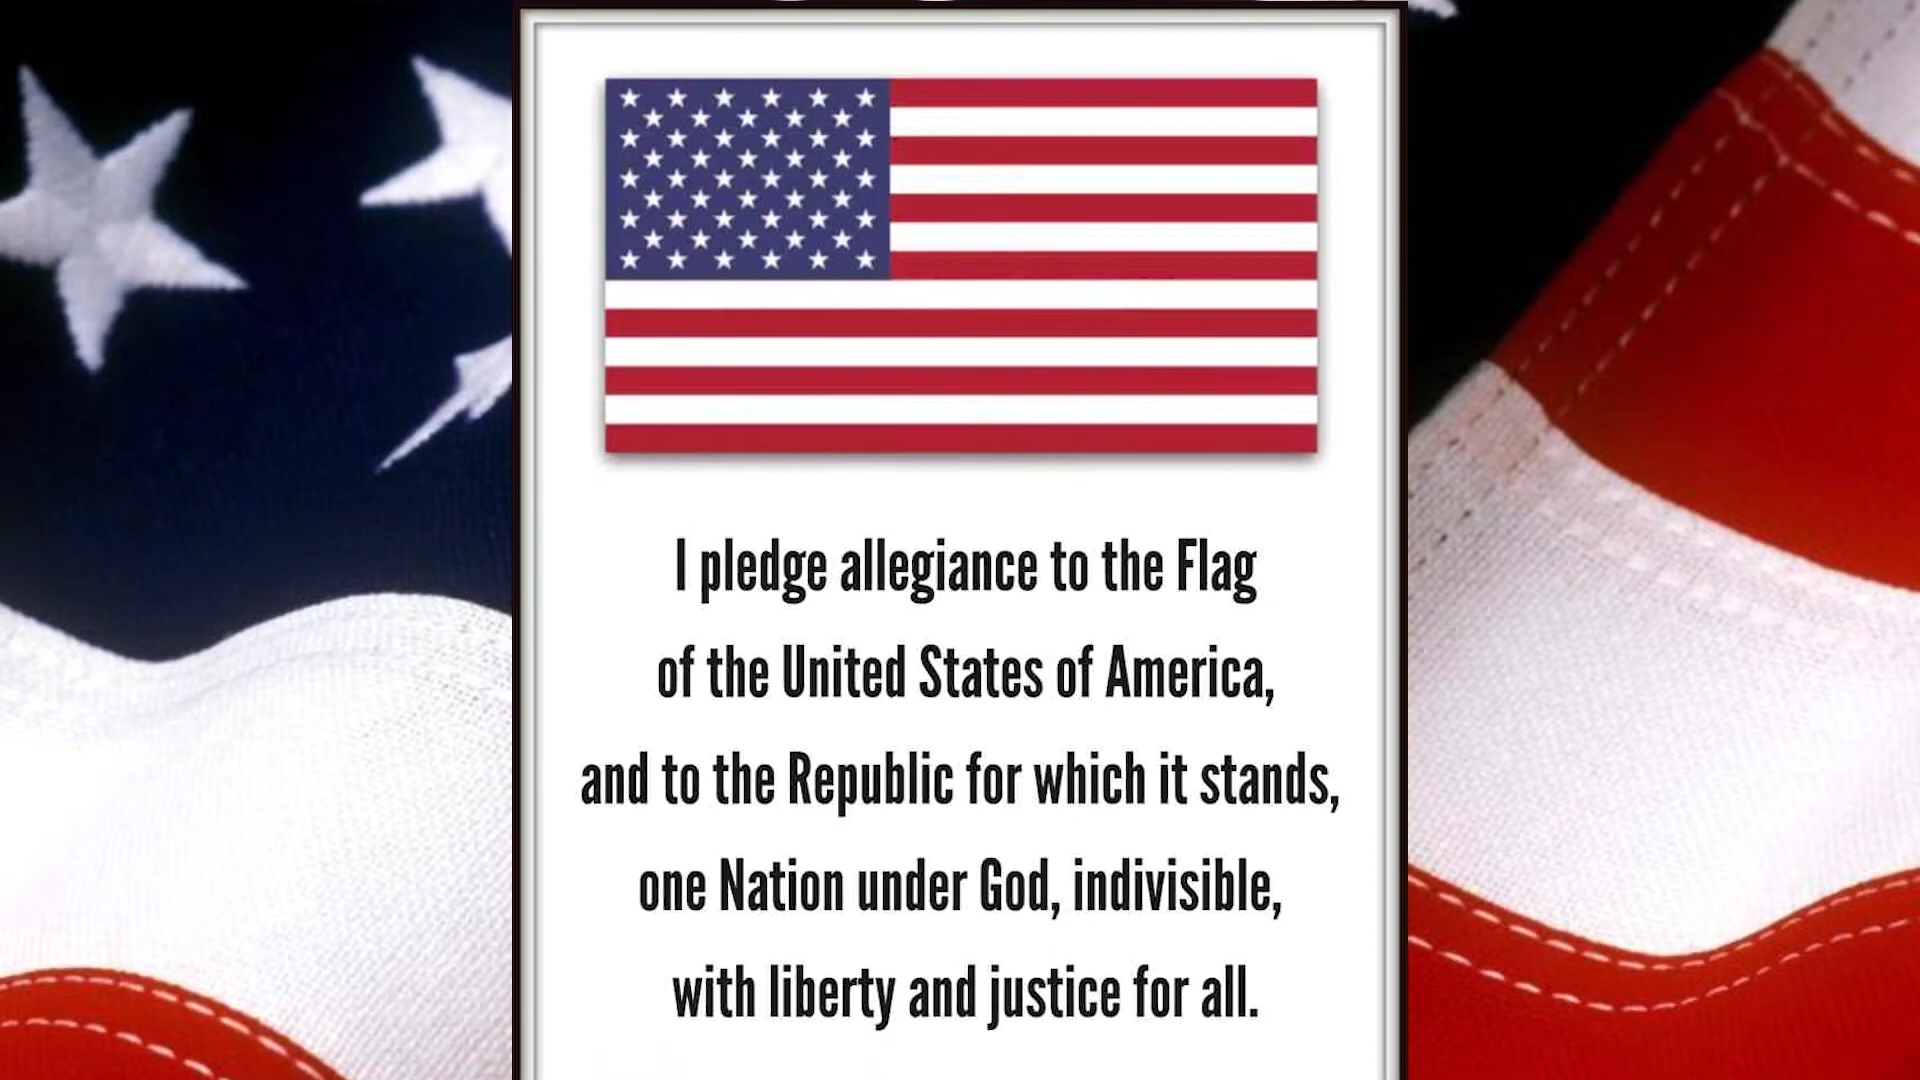 I pledge allegiance to the Flag
of the United States of America,
and to the Republic for which it stands,
one Nation under God, indivisible,
with liberty and justice for all.